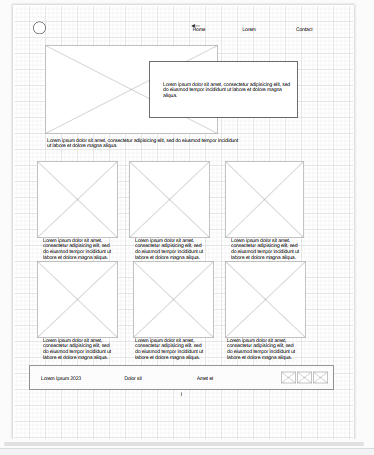 Home Lorem Contact
Lorem ipsum dolor sit amet, consectetur adipisicing elit, sed
do eiusmod tempor incididunt ut labore et dolore magna
aliqua.
Lorem ipsum dolor sit amet, consectetur adipisicing elit, sed do eiusmod tempor incididunt
ut labore et dolore magna aliqua.
Lorem ipsum dolor sit amet,
consectetur adipisicing elit, sed
do eiusmod tempor incididunt ut
labore et dolore magna aliqua.
Lorem ipsum dolor sit amet,
consectetur adipisicing elit, sed
do eiusmod tempor incididunt ut
labore et dolore magna aliqua.
Lorem ipsum dolor sit amet,
consectetur adipisicing elit, sed
do eiusmod tempor incididunt ut
labore et dolore magna aliqua.
Lorem ipsum dolor sit amet,
consectetur adipisicing elit, sed
do eiusmod tempor incididunt ut
labore et dolore magna aliqua.
Lorem ipsum dolor sit amet,
consectetur adipisicing elit, sed
do eiusmod tempor incididunt ut
labore et dolore magna aliqua.
Lorem ipsum dolor sit amet,
consectetur adipisicing elit, sed
do eiusmod tempor incididunt ut
labore et dolore magna aliqua.
Lorem Ipsum 2023 Dolor sit Amet et